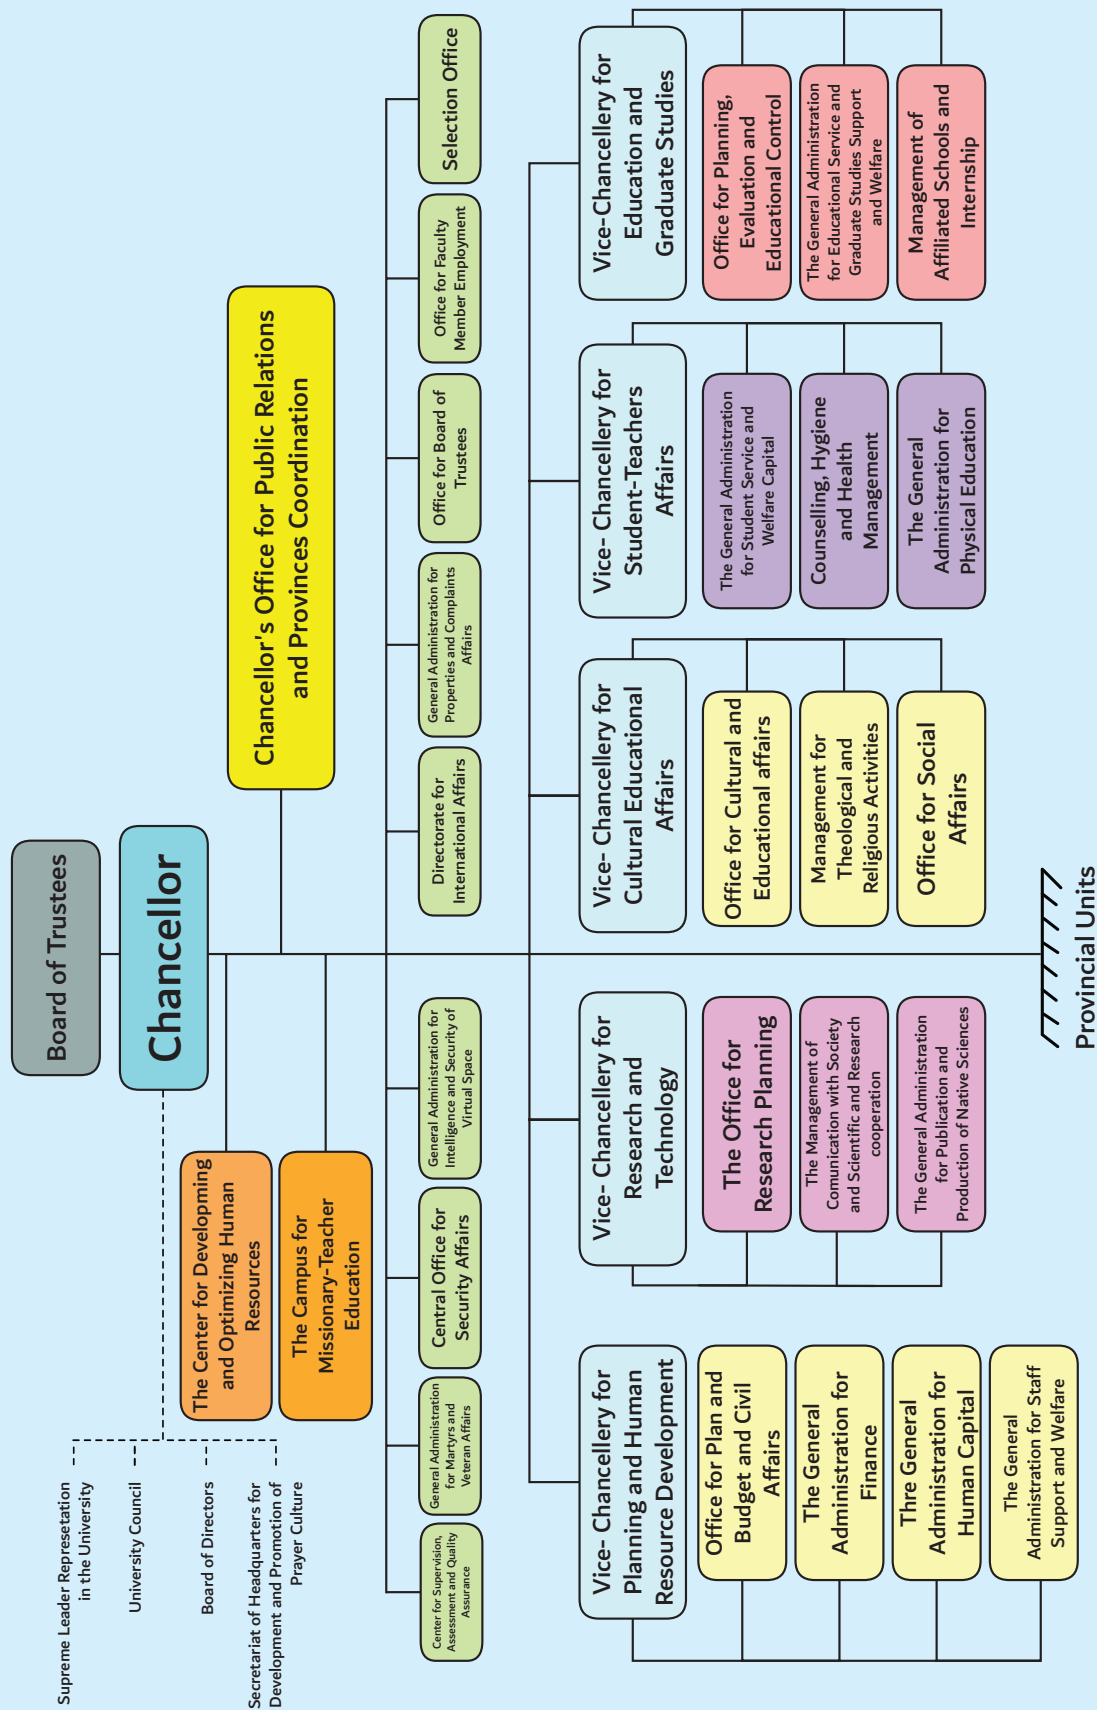 Board of Trustees
Chancellor
Supreme Leader Represetation
in the University
University Council
Board of Directors
Secretariat of Headquarters for
Development and Promotion of
Prayer Culture
The Center for Developming
and Optimizing Human
Resources
The Campus for
Missionary-Teacher
Education
Chancellor's Office for Public Relations
and Provinces Coordination
Center for Supervision,
Assessment and Quality
Assurance
General Administration
for Martyrs and
Veteran Affairs
Central Office for
Security Affairs
General Administration for
Intelligence and Security of
Virtual Space
Directorate for
International Affairs
General Administration for
Properties and Complaints
Affairs
Office for Board of
Trustees
Office for Faculty
Member Employment
Selection Office
Vice- Chancellery for
Planning and Human
Resource Development
Office for Plan and
Budget and Civil
Affairs
The General
Administration for
Finance
Thre General
Administration for
Human Capital
The General
Administration for Staff
Support and Welfare
Vice- Chancellery for
Research and
Technology
The Office for
Research Planning
The Management of
Comunication with Society
and Scientific and Research
cooperation
The General Administration
for Publication and
Production of Native Sciences
Vice- Chancellery for
Cultural Educational
Affairs
Office for Cultural and
Educational affairs
Management for
Theological and
Religious Activities
Office for Social
Affairs
Vice- Chancellery for
Student-Teachers
Affairs
The General Administration
for Student Service and
Welfare Capital
Counselling, Hygiene
and Health
Management
The General
Administration for
Physical Education
Vice-Chancellery for
Education and
Graduate Studies
Office for Planning,
Evaluation and
Educational Control
The General Administration
for Educational Service and
Graduate Studies Support
and Welfare
Management of
Affiliated Schools and
Internship
Provincial Units